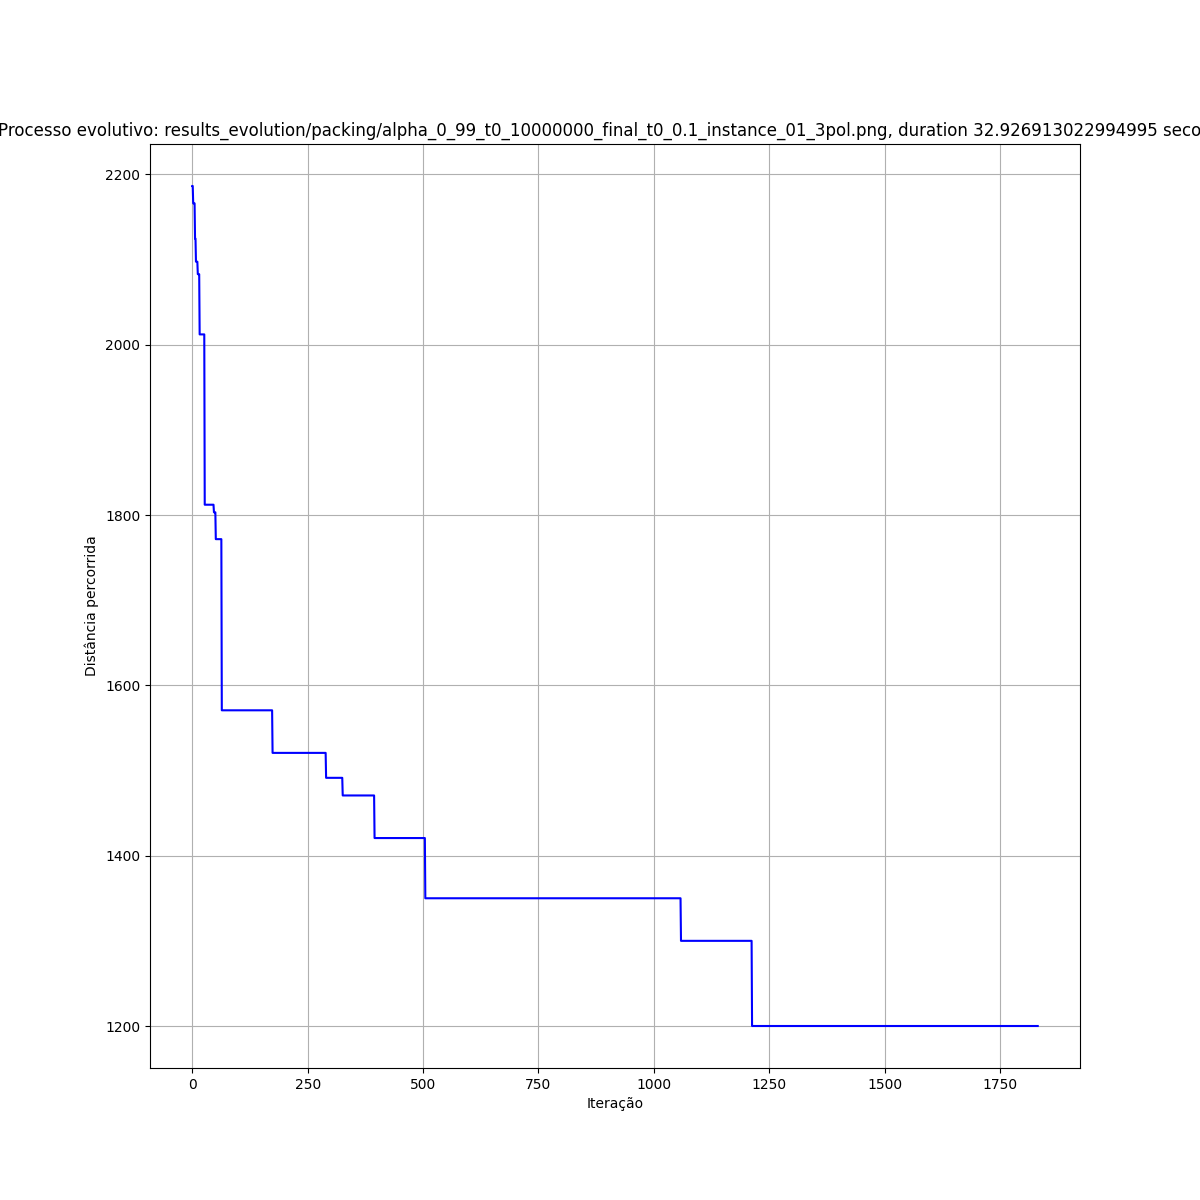 Processo evolutivo: results_evolution/packing/alpha_0_99_t0_10000000_final_t0_0.1_instance_01_3pol.png, duration 32.926913022994995 seco
2200
2000
1800
1600
1400
1200
Distância percorrida
0 250 500 750 1000 1250 1500 1750
Iteração